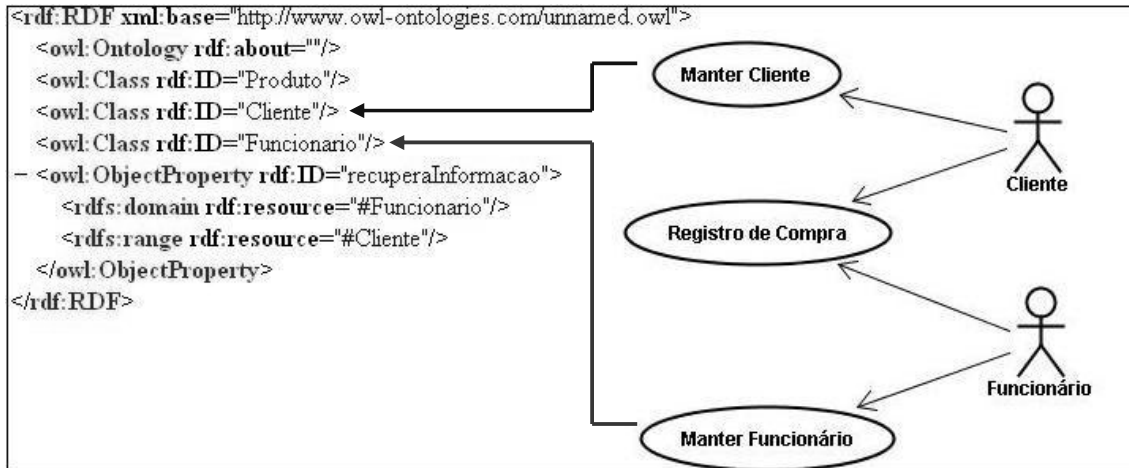 <rdf:RDF xml:base="http://www.owl-ontologies.com/unnamed.owl">
<owl:Ontology rdf:about=""/>
<owl:Class rdf:ID="Produto"/>
<owl:Class rdf:ID="Cliente"/>
<owl:Class rdf:ID="Funcionario"/>
− <owl:ObjectProperty rdf:ID="recuperaInformacao">
<rdfs:domain rdf:resource="#Funcionario"/>
<rdfs:range rdf:resource="#Cliente"/>
</owl:ObjectProperty>
</rdf:RDF>
Manter Cliente
Cliente
Registro de Compra
Funcionário
Manter Funcionário